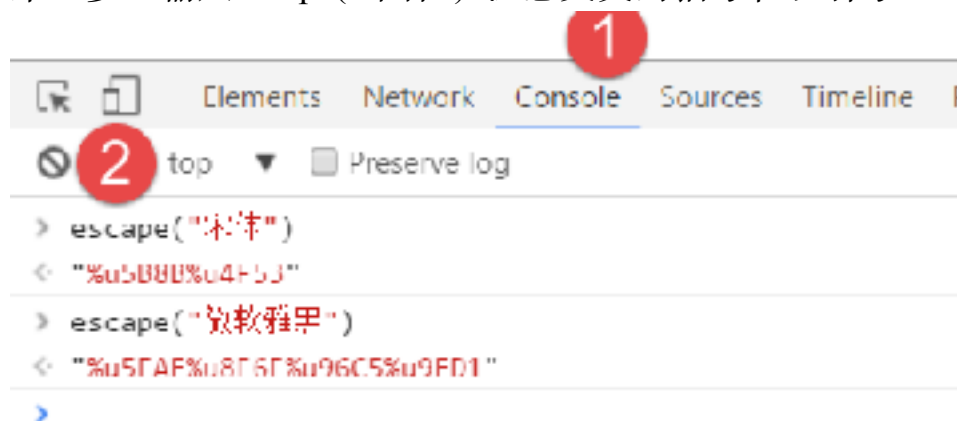 1
Elements Network Console Sources Timeline
2 top ▼ Preserve log
> escape("宋体")
< "%u5B8B%u4F53"
> escape("微软雅黑")
< "%u5FAE%u8F6F%u96C5%u9ED1"
>